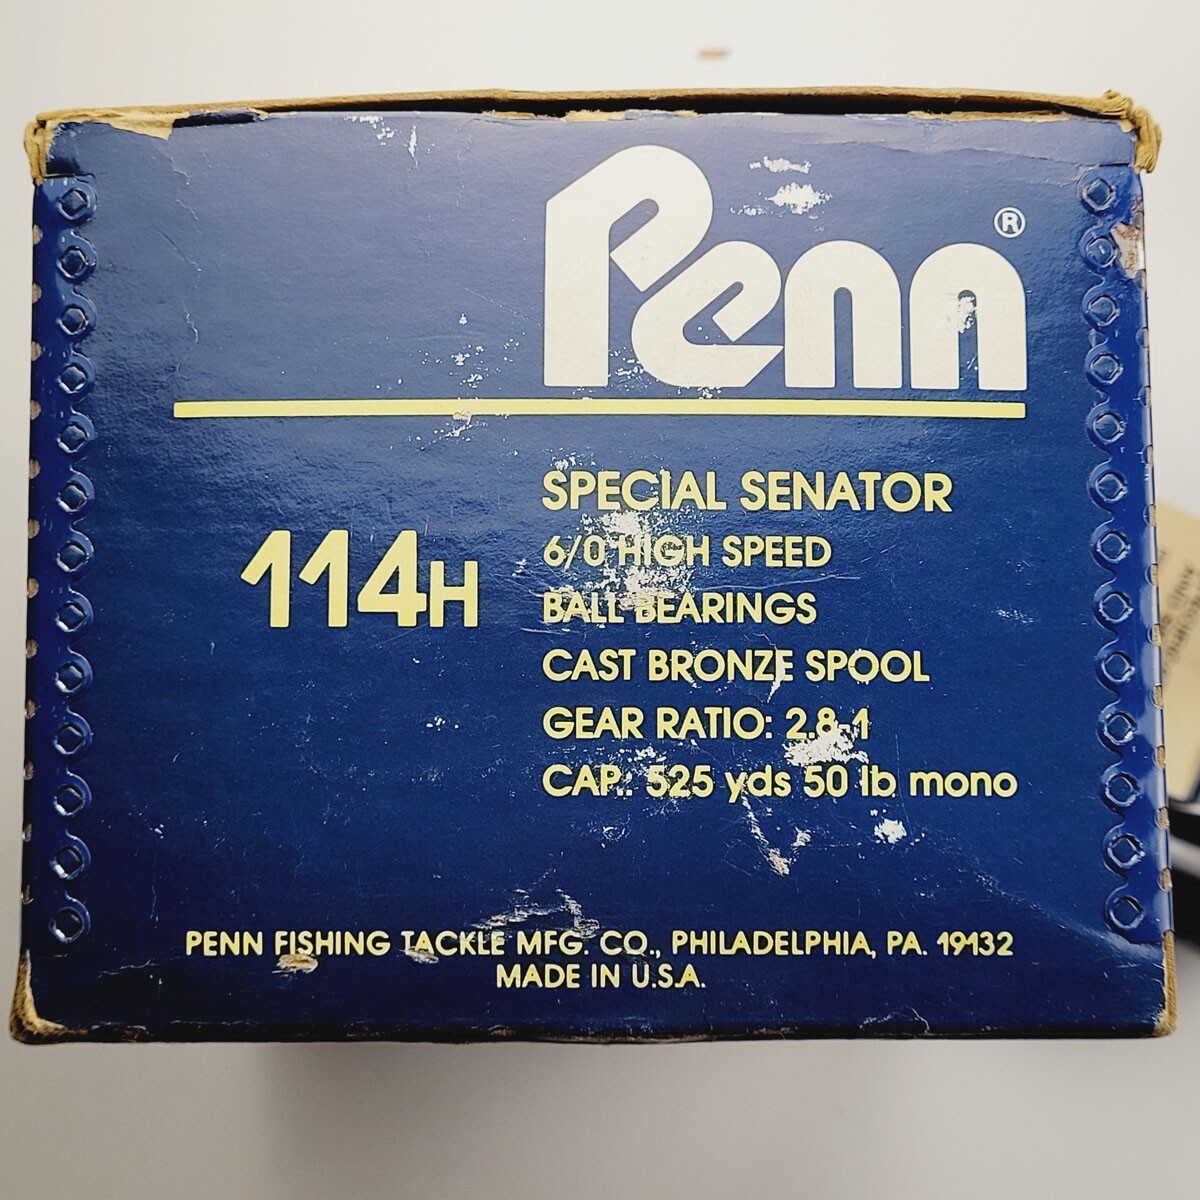 Penn®
SPECIAL SENATOR
114H
6/0 HIGH SPEED
BALL BEARINGS
CAST BRONZE SPOOL
GEAR RATIO: 2.8-1
CAP.: 525 yds 50 lb mono
PENN FISHING TACKLE MFG. CO., PHILADELPHIA, PA. 19132
MADE IN U.S.A.